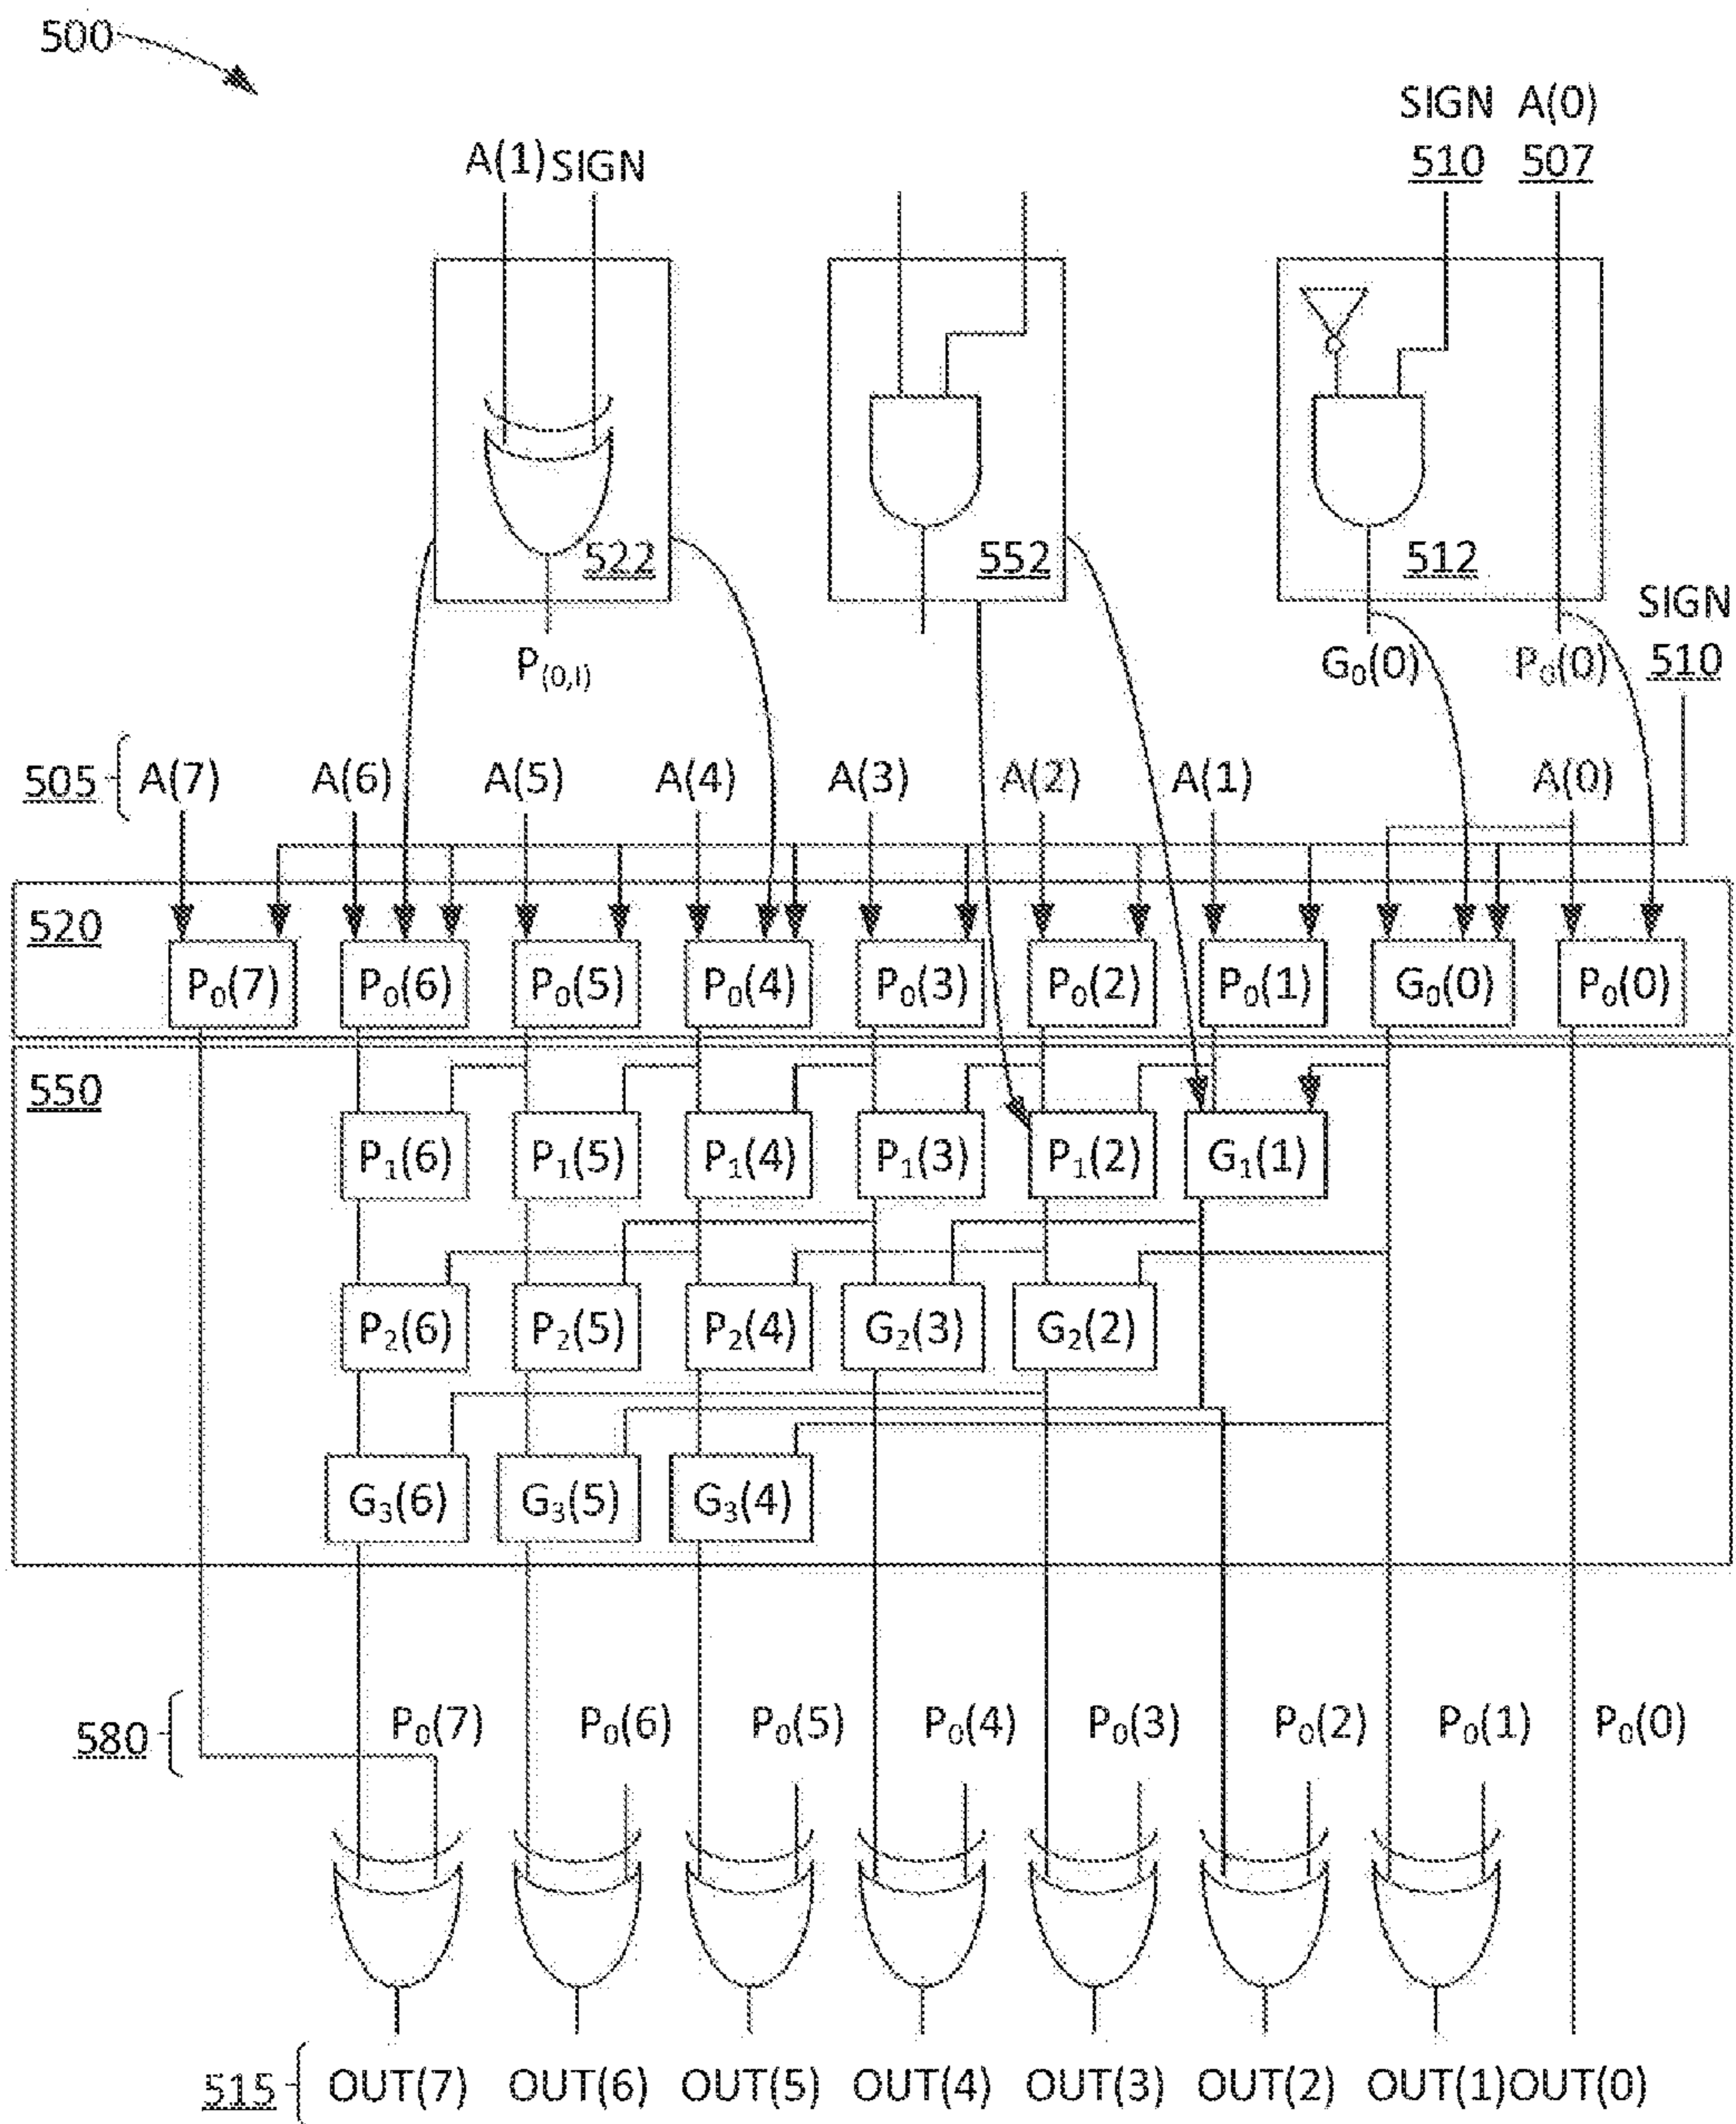 500
SIGN A(0)
A(1) SIGN 510 507
522 552 512
SIGN
P(0,I) G0(0) P0(0) 510
505 A(7) A(6) A(5) A(4) A(3) A(2) A(1) A(0)
520
P0(7) P0(6) P0(5) P0(4) P0(3) P0(2) P0(1) G0(0) P0(0)
550
P1(6) P1(5) P1(4) P1(3) P1(2) G1(1)
P2(6) P2(5) P2(4) G2(3) G2(2)
G3(6) G3(5) G3(4)
580 P0(7) P0(6) P0(5) P0(4) P0(3) P0(2) P0(1) P0(0)
515 OUT(7) OUT(6) OUT(5) OUT(4) OUT(3) OUT(2) OUT(1) OUT(0)